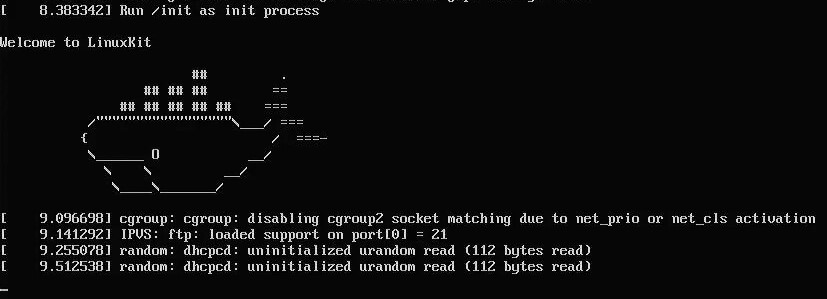 [    8.383342] Run /init as init process
Welcome to LinuxKit
                        ##         .
                  ## ## ##        ==
               ## ## ## ## ##    ===
           /"""""""""""""""""\___/ ===
          {                       /  ===-
           \______ O           __/
             \    \         __/
              \____\_______/
[    9.096698] cgroup: cgroup: disabling cgroup2 socket matching due to net_prio or net_cls activation
[    9.141292] IPVS: ftp: loaded support on port[0] = 21
[    9.255078] random: dhcpcd: uninitialized urandom read (112 bytes read)
[    9.512538] random: dhcpcd: uninitialized urandom read (112 bytes read)